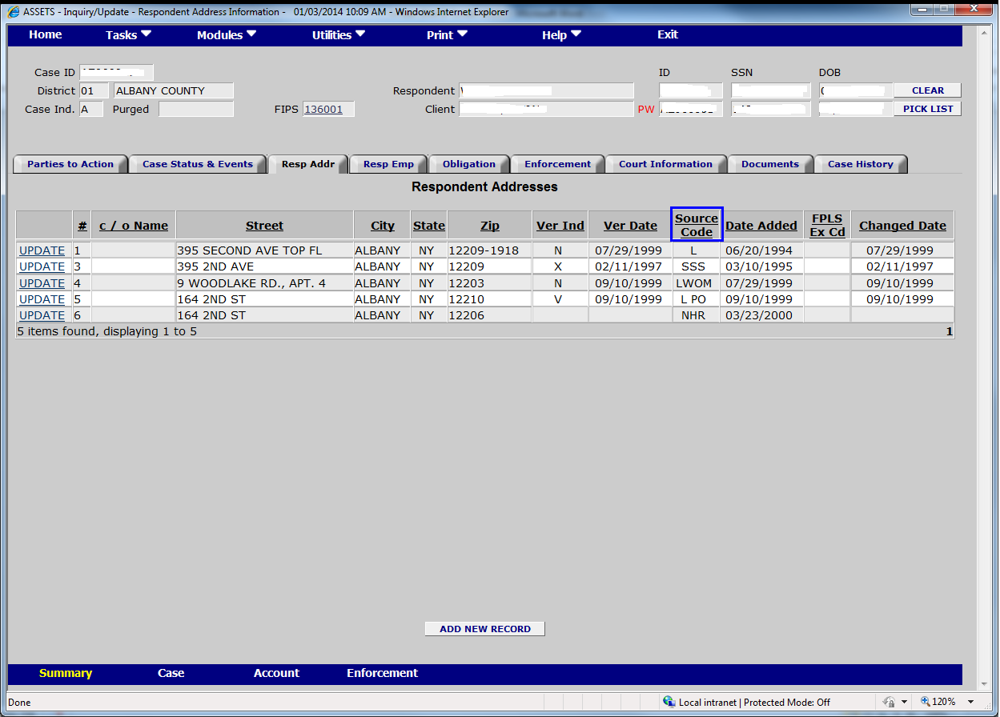 ASSETS - Inquiry/Update - Respondent Address Information - 01/03/2014 10:09 AM - Windows Internet Explorer
Home Tasks Modules Utilities Print Help Exit
Case ID ID SSN DOB
District 01 ALBANY COUNTY Respondent CLEAR
Case Ind. A Purged FIPS 136001 Client PW PICK LIST
Parties to Action Case Status & Events Resp Addr Resp Emp Obligation Enforcement Court Information Documents Case History
Respondent Addresses
# c / o Name Street City State Zip Ver Ind Ver Date Source Code Date Added FPLS Ex Cd Changed Date
UPDATE 1 395 SECOND AVE TOP FL ALBANY NY 12209-1918 N 07/29/1999 L 06/20/1994 07/29/1999
UPDATE 3 395 2ND AVE ALBANY NY 12209 X 02/11/1997 SSS 03/10/1995 02/11/1997
UPDATE 4 9 WOODLAKE RD., APT. 4 ALBANY NY 12203 N 09/10/1999 LWOM 07/29/1999 09/10/1999
UPDATE 5 164 2ND ST ALBANY NY 12210 V 09/10/1999 L PO 09/10/1999 09/10/1999
UPDATE 6 164 2ND ST ALBANY NY 12206 NHR 03/23/2000
5 items found, displaying 1 to 5 1
ADD NEW RECORD
Summary Case Account Enforcement
Done Local intranet | Protected Mode: Off 120%